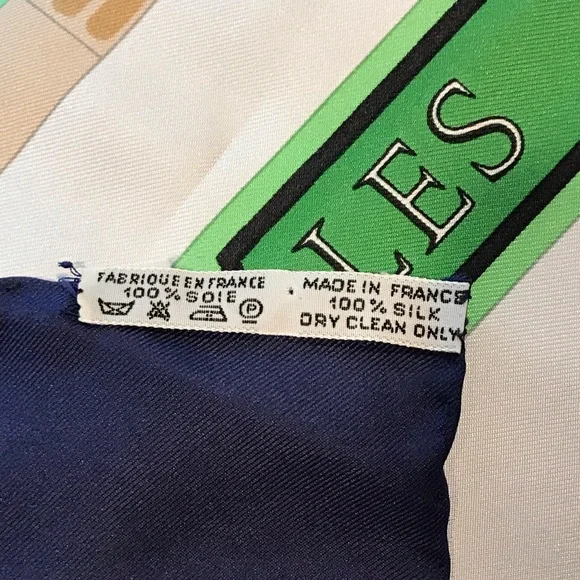 LES
FABRIQUE EN FRANCE
100% SOIE
P
MADE IN FRANCE
100% SILK
DRY CLEAN ONLY